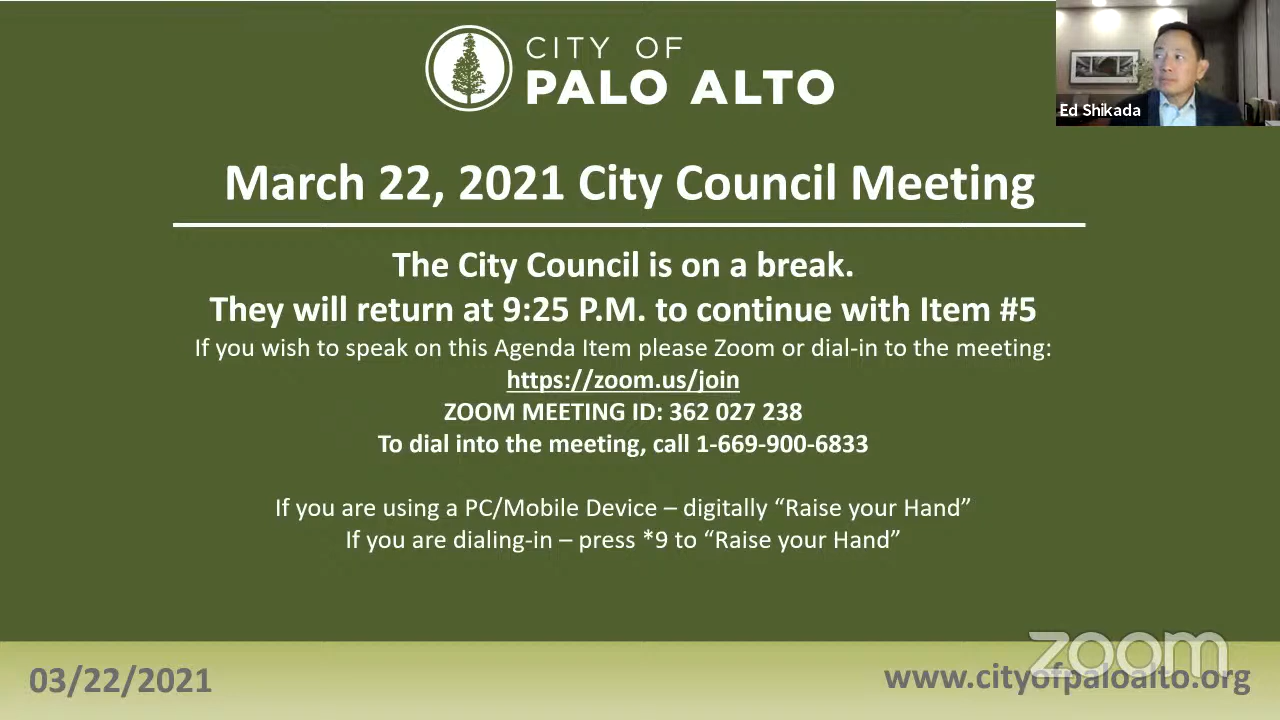 CITY OF
PALO ALTO
Ed Shikada
March 22, 2021 City Council Meeting
The City Council is on a break.
They will return at 9:25 P.M. to continue with Item #5
If you wish to speak on this Agenda Item please Zoom or dial-in to the meeting:
https://zoom.us/join
ZOOM MEETING ID: 362 027 238
To dial into the meeting, call 1-669-900-6833
If you are using a PC/Mobile Device – digitally “Raise your Hand”
If you are dialing-in – press *9 to “Raise your Hand”
zoom
03/22/2021
www.cityofpaloalto.org